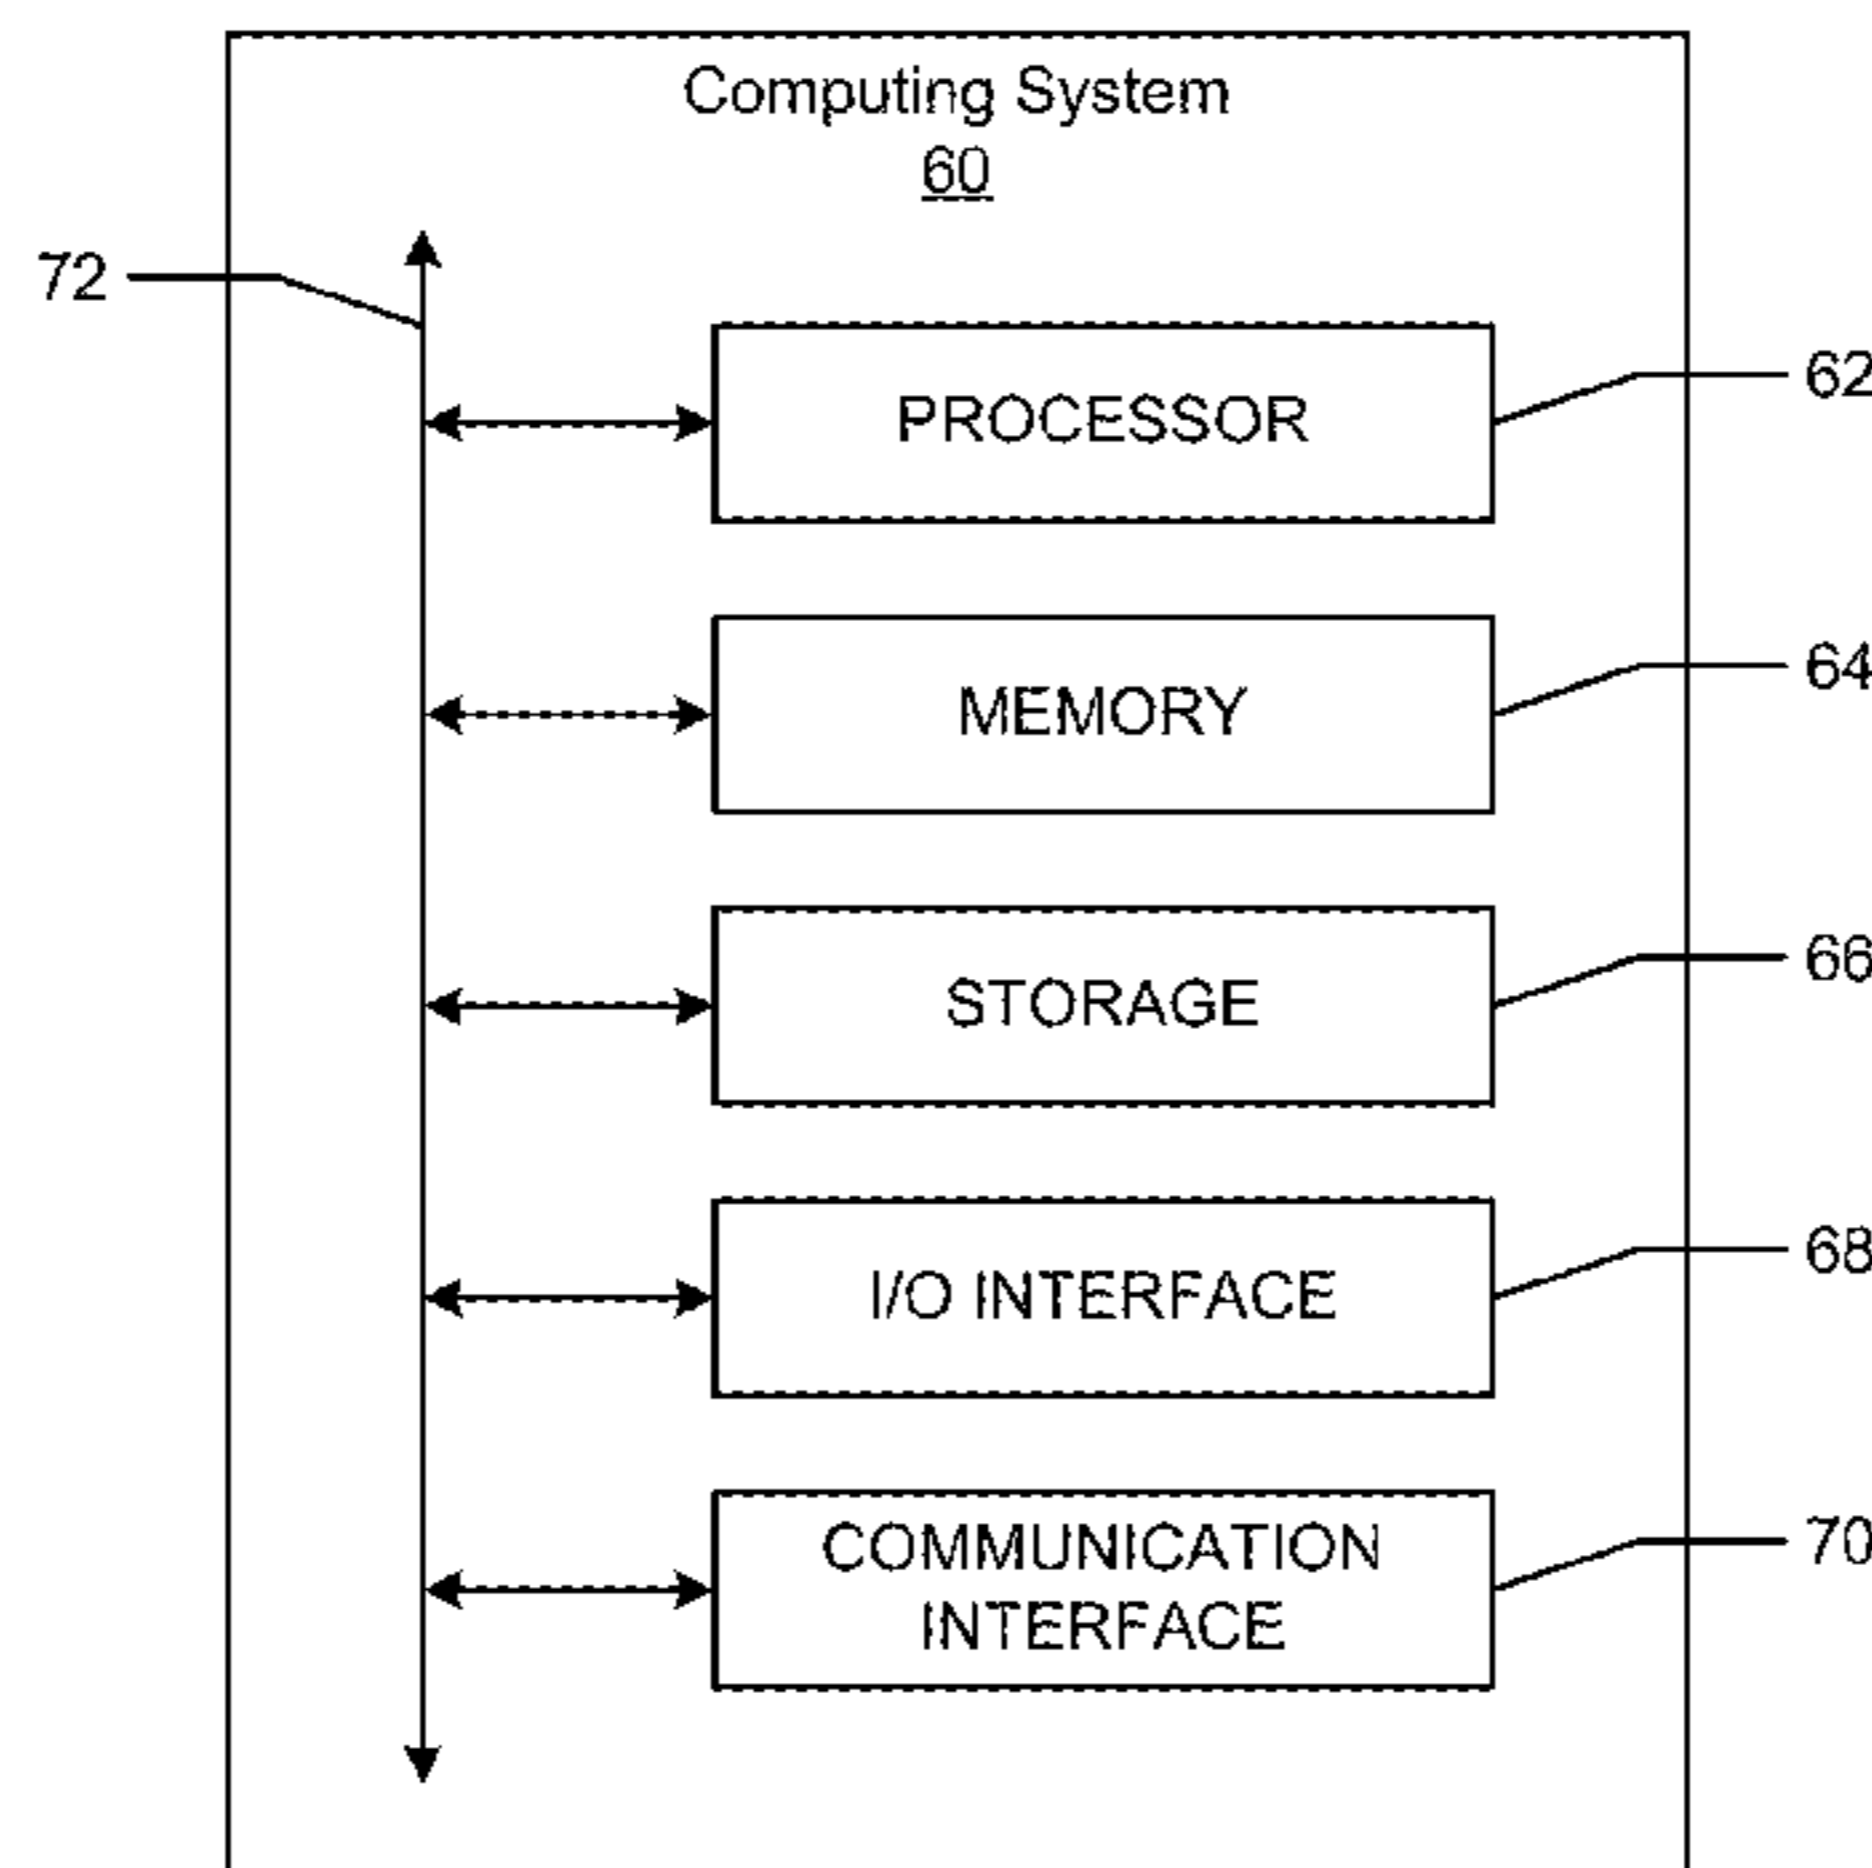 Computing System
60
72
PROCESSOR
62
MEMORY
64
STORAGE
66
I/O INTERFACE
68
COMMUNICATION
INTERFACE
70